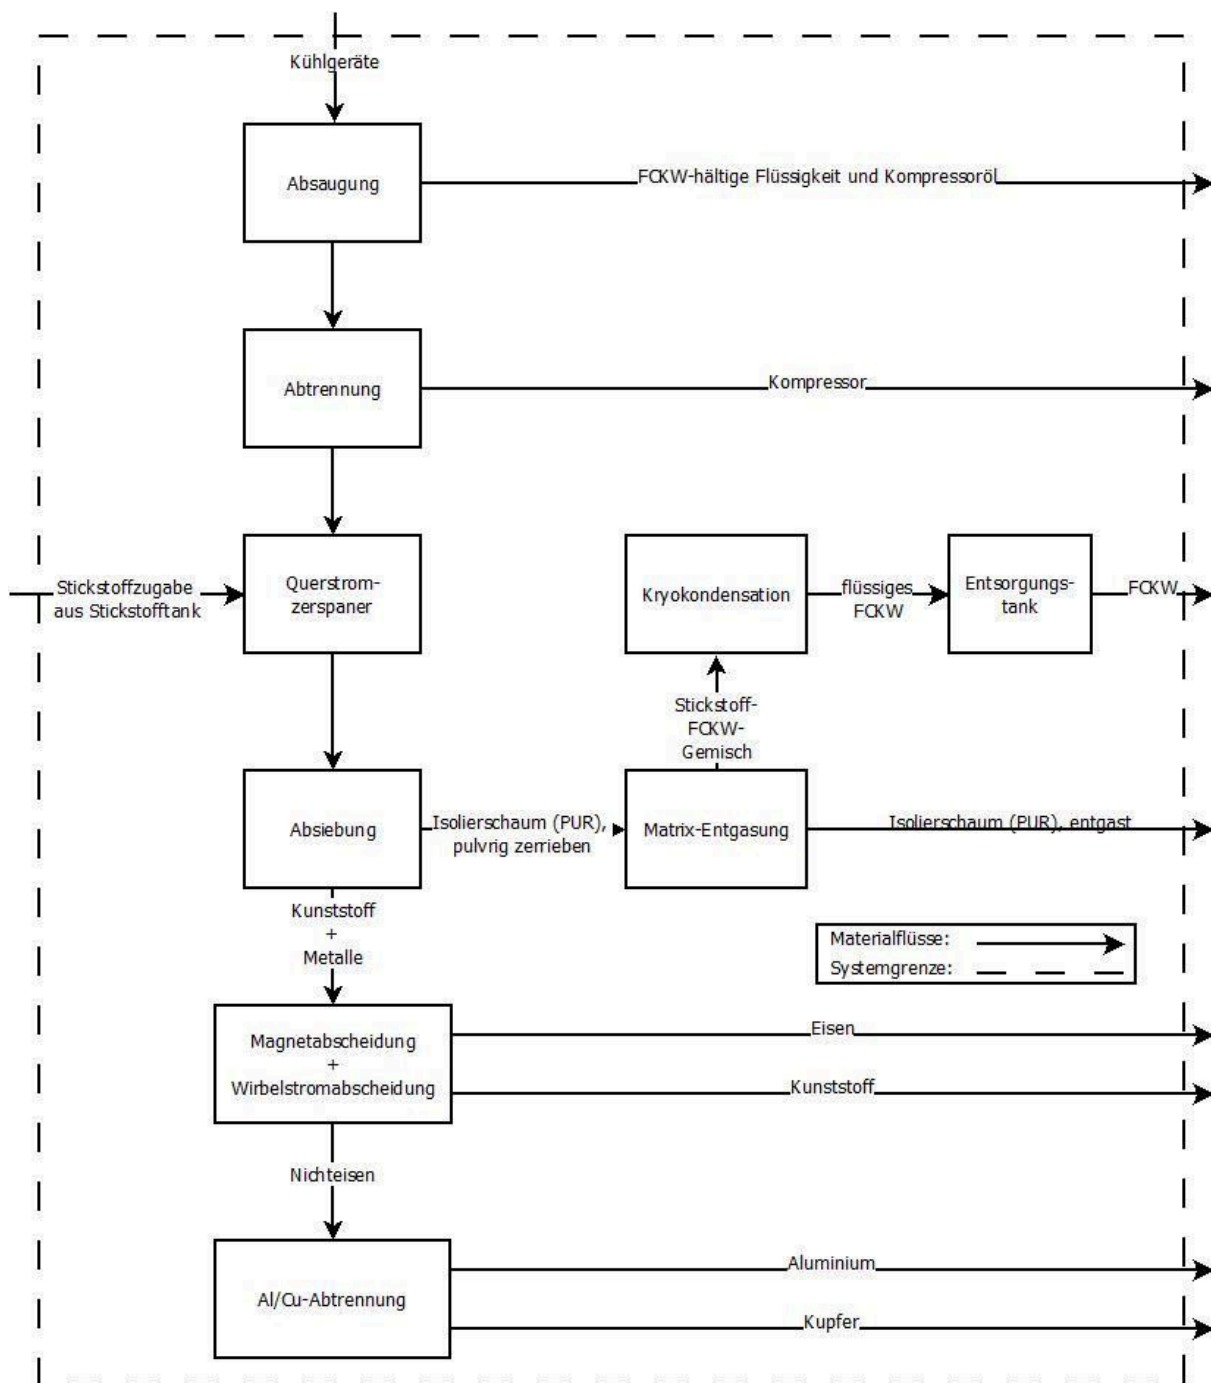 Kühlgeräte
Absaugung
FCKW-hältige Flüssigkeit und Kompressoröl
Abtrennung
Kompressor
Stickstoffzugabe
aus Stickstofftank
Querstrom-
zerspaner
Kryokondensation
flüssiges
FCKW
Entsorgungs-
tank
FCKW
Stickstoff-
FCKW-
Gemisch
Absiebung
Isolierschaum (PUR),
pulvrig zerrieben
Matrix-Entgasung
Isolierschaum (PUR), entgast
Kunststoff
+
Metalle
Materialflüsse:
Systemgrenze:
Magnetabscheidung
+
Wirbelstromabscheidung
Eisen
Kunststoff
Nichteisen
Al/Cu-Abtrennung
Aluminium
Kupfer